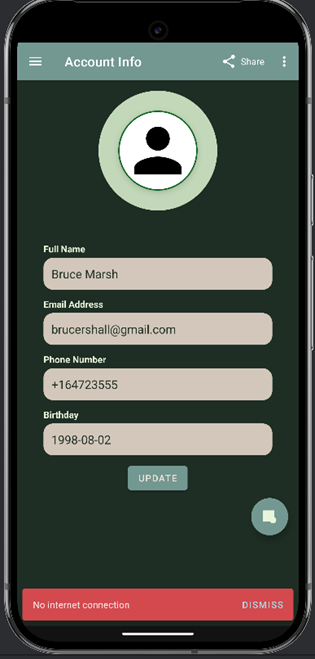 Account Info
Share
Full Name
Bruce Marsh
Email Address
brucershall@gmail.com
Phone Number
+164723555
Birthday
1998-08-02
UPDATE
No internet connection DISMISS